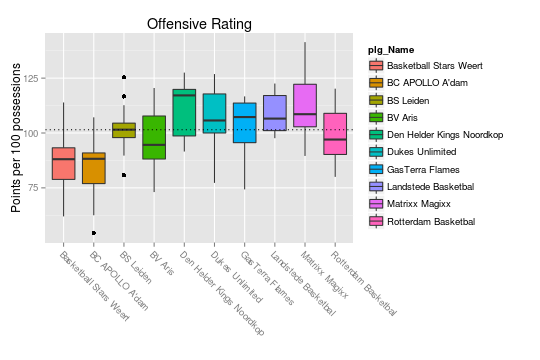 Offensive Rating
Points per 100 possessions
125
100
75
Basketball Stars Weert
BC APOLLO A'dam
BS Leiden
BV Aris
Den Helder Kings Noordkop
Dukes Unlimited
GasTerra Flames
Landstede Basketbal
Matrixx Magixx
Rotterdam Basketbal
plg_Name
Basketball Stars Weert
BC APOLLO A'dam
BS Leiden
BV Aris
Den Helder Kings Noordkop
Dukes Unlimited
GasTerra Flames
Landstede Basketbal
Matrixx Magixx
Rotterdam Basketbal